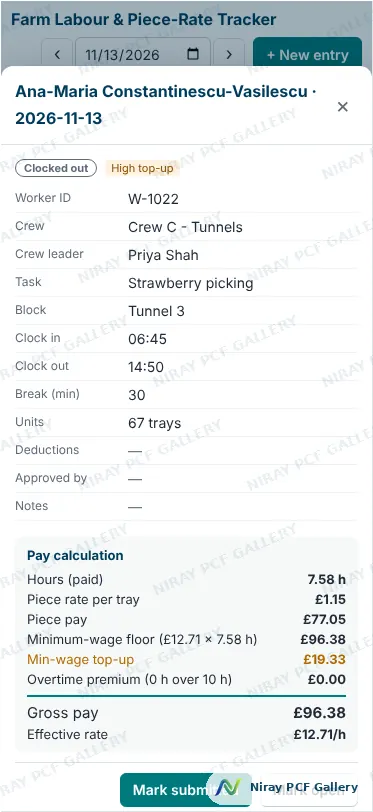 Farm Labour & Piece-Rate Tracker
‹ 11/13/2026 › + New entry
Ana-Maria Constantinescu-Vasilescu ·
2026-11-13
×
Clocked out High top-up
Worker ID W-1022
Crew Crew C - Tunnels
Crew leader Priya Shah
Task Strawberry picking
Block Tunnel 3
Clock in 06:45
Clock out 14:50
Break (min) 30
Units 67 trays
Deductions —
Approved by —
Notes —
Pay calculation
Hours (paid) 7.58 h
Piece rate per tray £1.15
Piece pay £77.05
Minimum-wage floor (£12.71 × 7.58 h) £96.38
Min-wage top-up £19.33
Overtime premium (0 h over 10 h) £0.00
Gross pay £96.38
Effective rate £12.71/h
Mark subm
Niray PCF Gallery
NIRAY PCF GALLERY